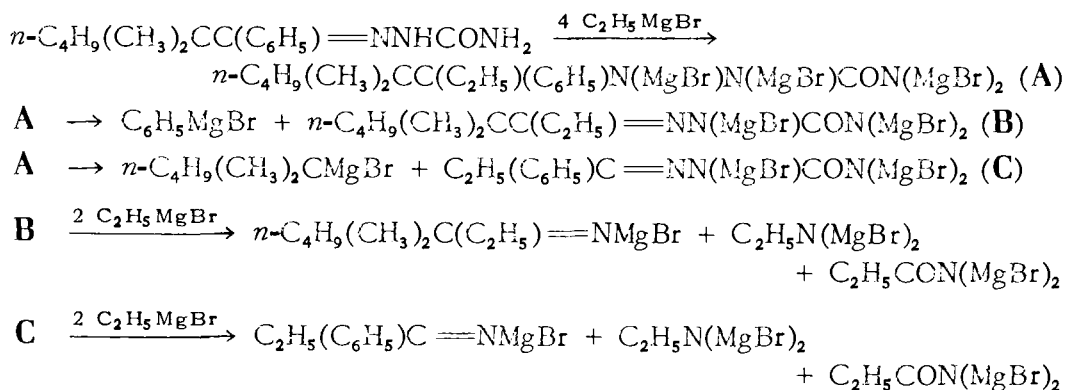 n-C₄H₉(CH₃)₂CC(C₆H₅)=NNHCONH₂ 4 C₂H₅MgBr →
n-C₄H₉(CH₃)₂CC(C₂H₅)(C₆H₅)N(MgBr)N(MgBr)CON(MgBr)₂ (A)
A → C₆H₅MgBr + n-C₄H₉(CH₃)₂CC(C₂H₅)=NN(MgBr)CON(MgBr)₂ (B)
A → n-C₄H₉(CH₃)₂CMgBr + C₂H₅(C₆H₅)C=NN(MgBr)CON(MgBr)₂ (C)
B 2 C₂H₅MgBr → n-C₄H₉(CH₃)₂C(C₂H₅)=NMgBr + C₂H₅N(MgBr)₂
+ C₂H₅CON(MgBr)₂
C 2 C₂H₅MgBr → C₂H₅(C₆H₅)C=NMgBr + C₂H₅N(MgBr)₂
+ C₂H₅CON(MgBr)₂